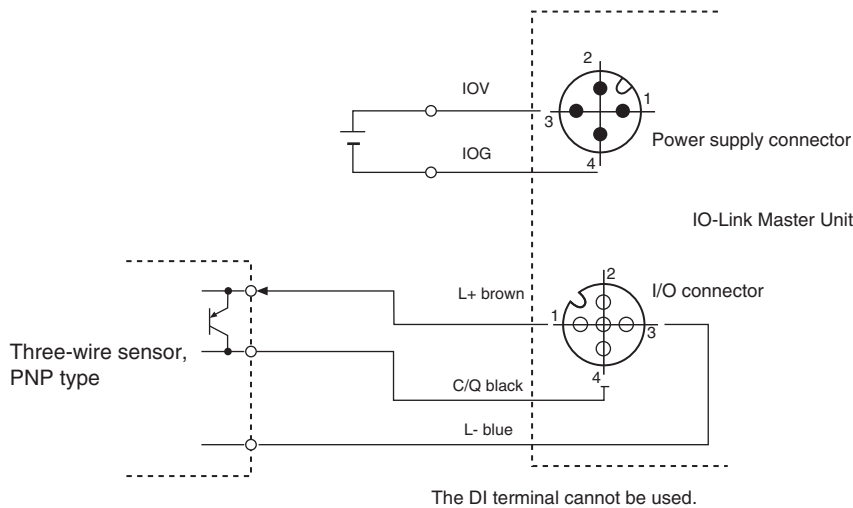 2
IOV
1
3
Power supply connector
IOG
4
IO-Link Master Unit
2
L+ brown
I/O connector
1
3
Three-wire sensor,
PNP type
4
C/Q black
L- blue
The DI terminal cannot be used.